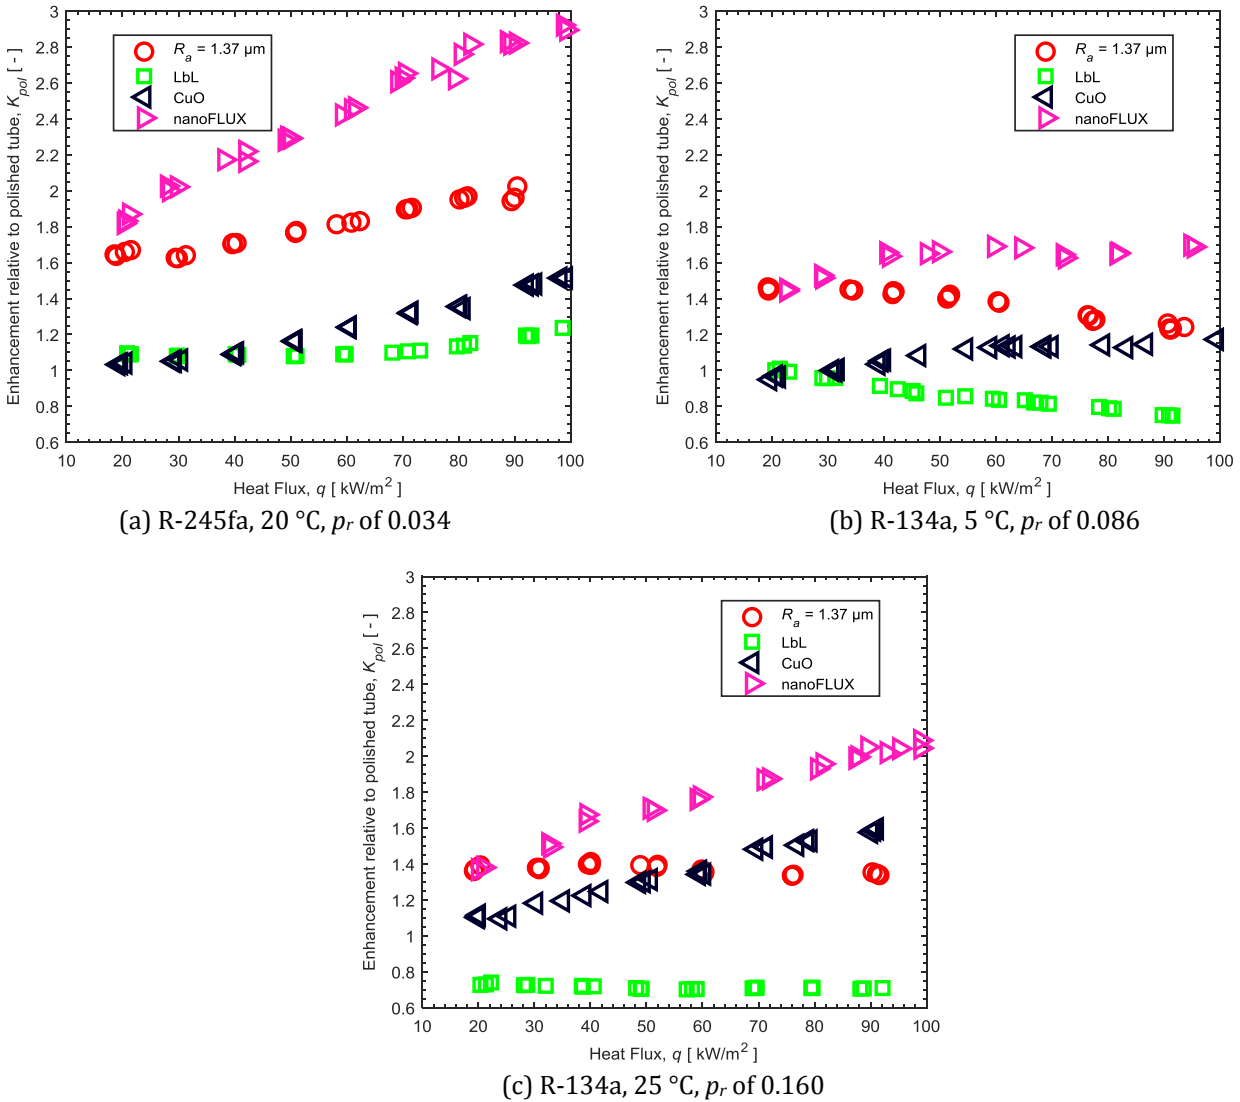 Enhancement relative to polished tube, K_pol [ - ]
3
2.8
2.6
2.4
2.2
2
1.8
1.6
1.4
1.2
1
0.8
0.6
R_a = 1.37 µm
LbL
CuO
nanoFLUX
10 20 30 40 50 60 70 80 90 100
Heat Flux, q [ kW/m² ]
(a) R-245fa, 20 °C, pr of 0.034
Enhancement relative to polished tube, K_pol [ - ]
3
2.8
2.6
2.4
2.2
2
1.8
1.6
1.4
1.2
1
0.8
0.6
R_a = 1.37 µm
LbL
CuO
nanoFLUX
10 20 30 40 50 60 70 80 90 100
Heat Flux, q [ kW/m² ]
(b) R-134a, 5 °C, pr of 0.086
Enhancement relative to polished tube, K_pol [ - ]
3
2.8
2.6
2.4
2.2
2
1.8
1.6
1.4
1.2
1
0.8
0.6
R_a = 1.37 µm
LbL
CuO
nanoFLUX
10 20 30 40 50 60 70 80 90 100
Heat Flux, q [ kW/m² ]
(c) R-134a, 25 °C, pr of 0.160